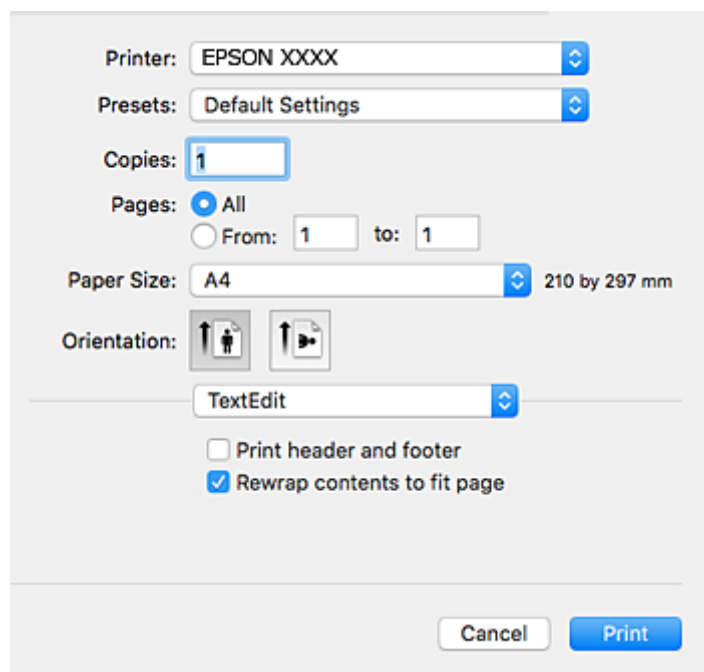 Printer: EPSON XXXX
Presets: Default Settings
Copies: 1
Pages: All
From: 1 to: 1
Paper Size: A4 210 by 297 mm
Orientation:
TextEdit
Print header and footer
Rewrap contents to fit page
Cancel Print